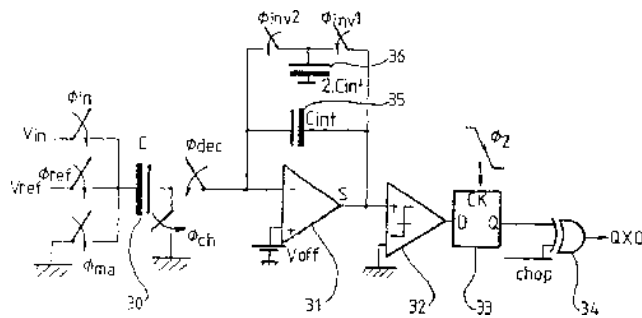 ϕinv2
ϕinv1
36
2.Cint
35
Cint
ϕin
C
Vin
ϕdec
ϕref
Vref
ϕ2
S
CK
D
Q
QXO
ϕch
Voff
chop
ϕma
30
31
32
33
34